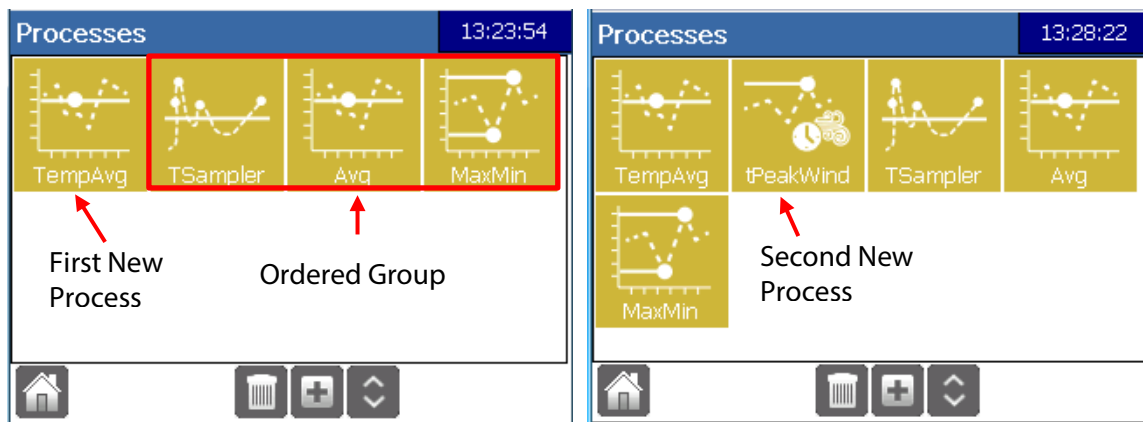 Processes 13:23:54
TempAvg TSampler Avg MaxMin
First New
Process
Ordered Group
Processes 13:28:22
TempAvg tPeakWind TSampler Avg
MaxMin
Second New
Process